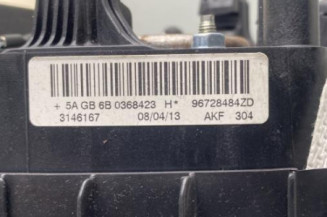 + 5A GB 6B 0368423 H* 96728484ZD
3146167 08/04/13 AKF 304